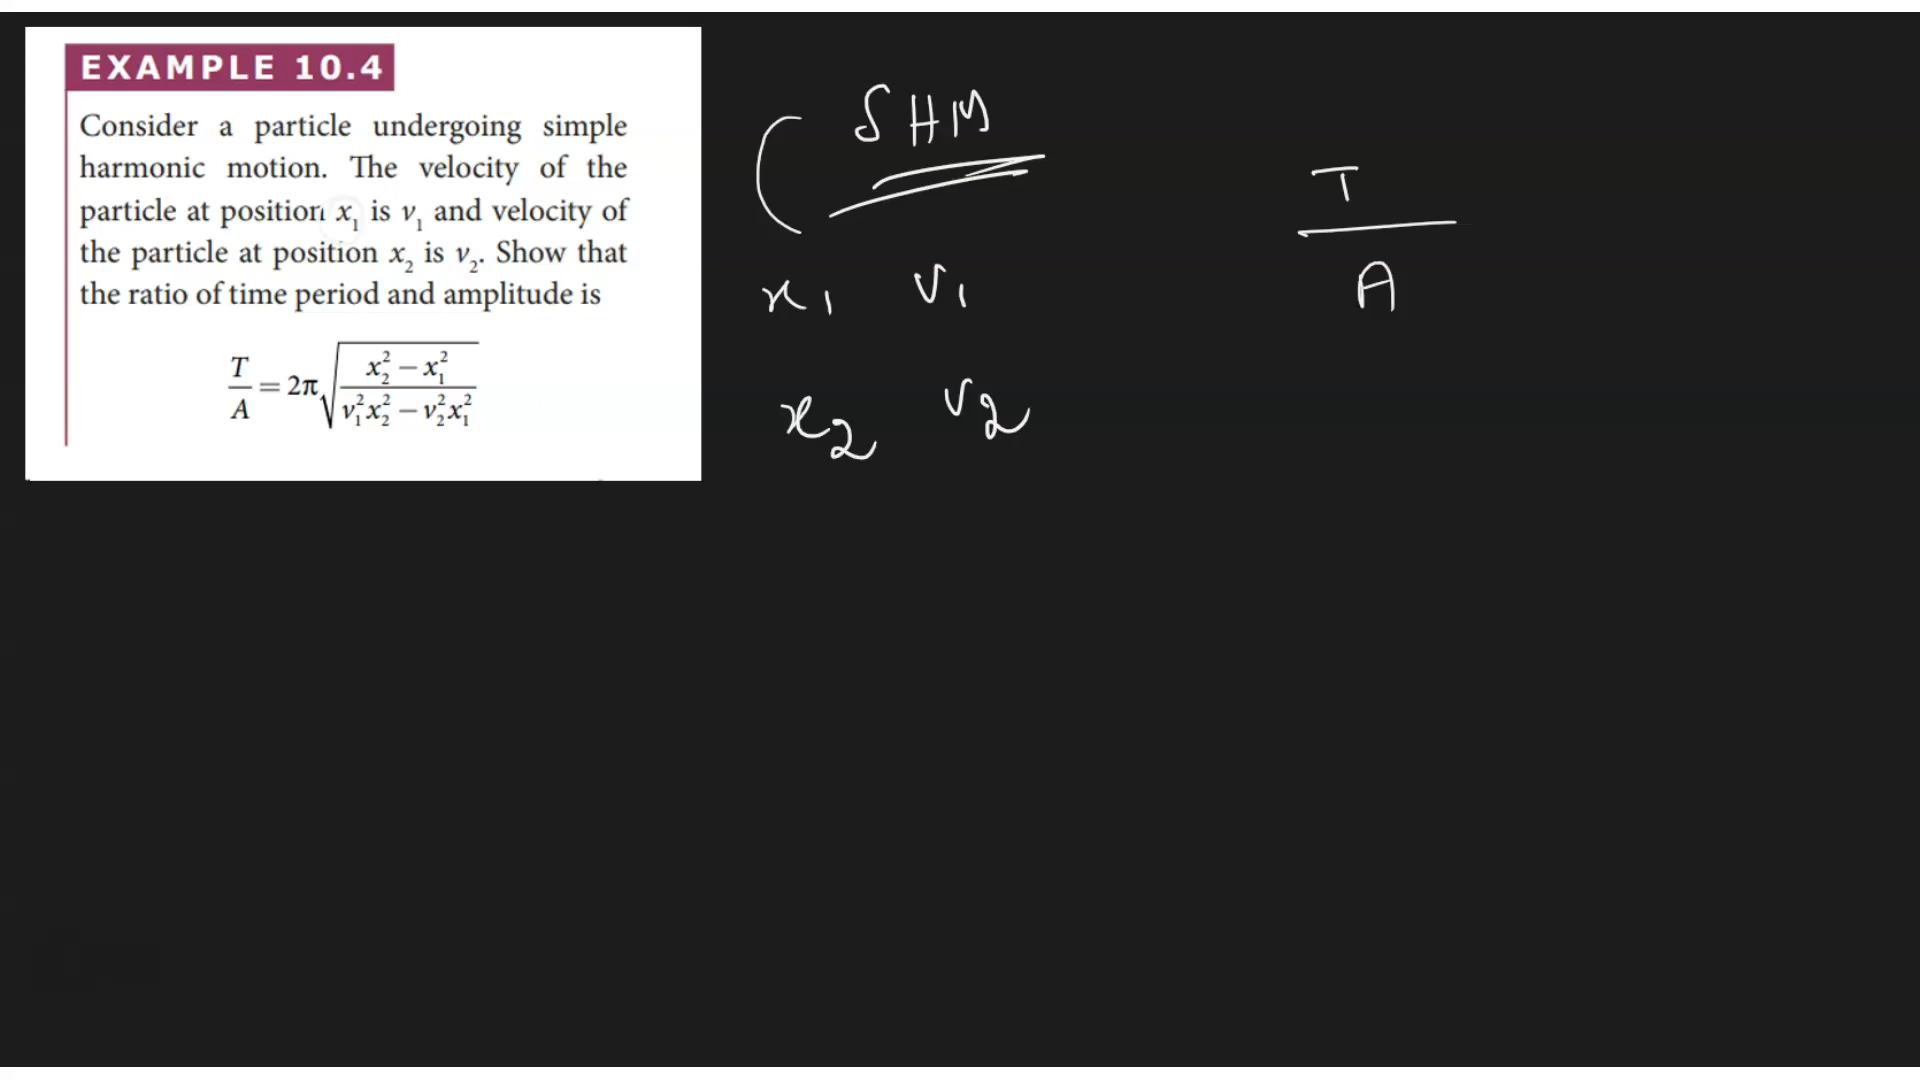 EXAMPLE 10.4
Consider a particle undergoing simple
harmonic motion. The velocity of the
particle at position x₁ is v₁ and velocity of
the particle at position x₂ is v₂. Show that
the ratio of time period and amplitude is
T/A = 2π√((x₂² − x₁²)/(v₁²x₂² − v₂²x₁²))
SHM
x₁ v₁
x₂ v₂
T
A